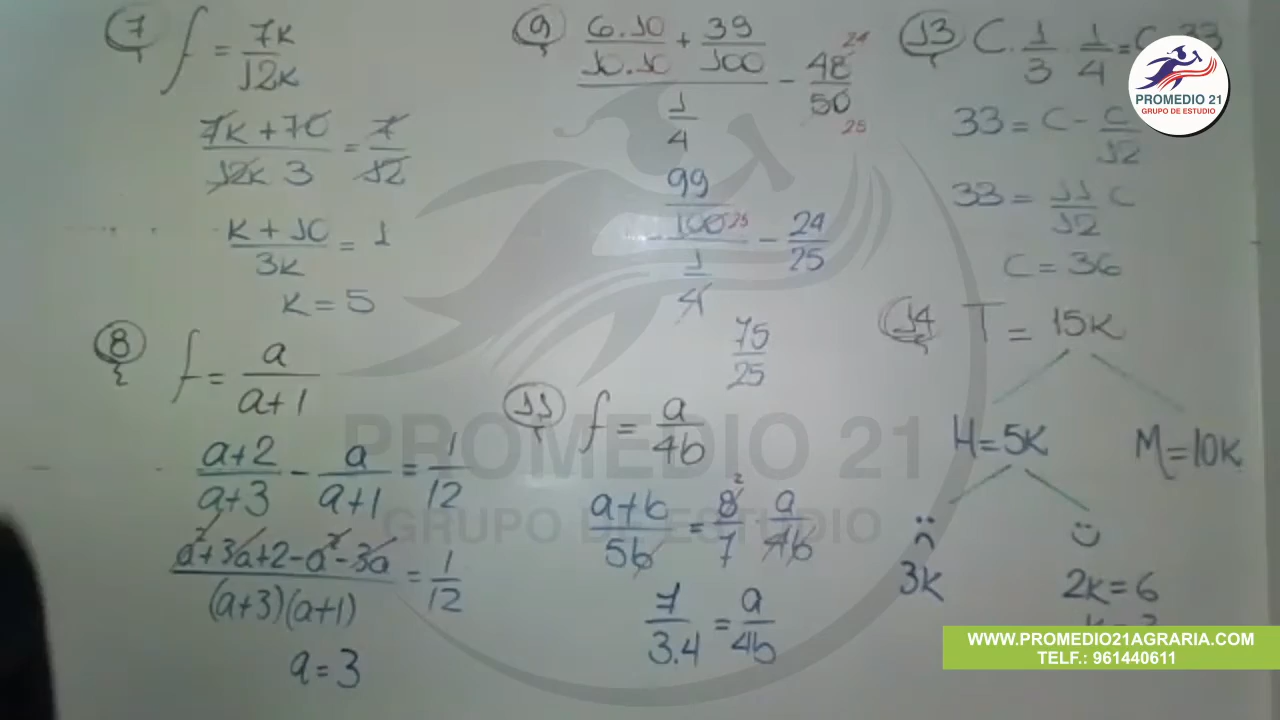 7 f = 7K/12K
7K + 70/12K 3 = 7/12
K + 10/3K = 1
K = 5
8 f = a/a+1
a+2/a+3 - a/a+1 = 1/12
a²+3a+2-a²-3a/(a+3)(a+1) = 1/12
a = 3
9 6.10/10.10 + 39/100
1/4
- 48/50
24
25
99/100 25
1/4
- 24/25
75/25
11 f = a/4b
a+b/5b = 8/7 a/4b
2
7/3.4 = a/4b
13 C. 1/3 . 1/4 = C-33
33 = C - C/12
33 = 11/12 C
C = 36
14 T = 15K
H=5K M=10K
3K 2K=6
PROMEDIO 21
GRUPO DE ESTUDIO
PROMEDIO 21
GRUPO DE ESTUDIO
WWW.PROMEDIO21AGRARIA.COM
TELF.: 961440611